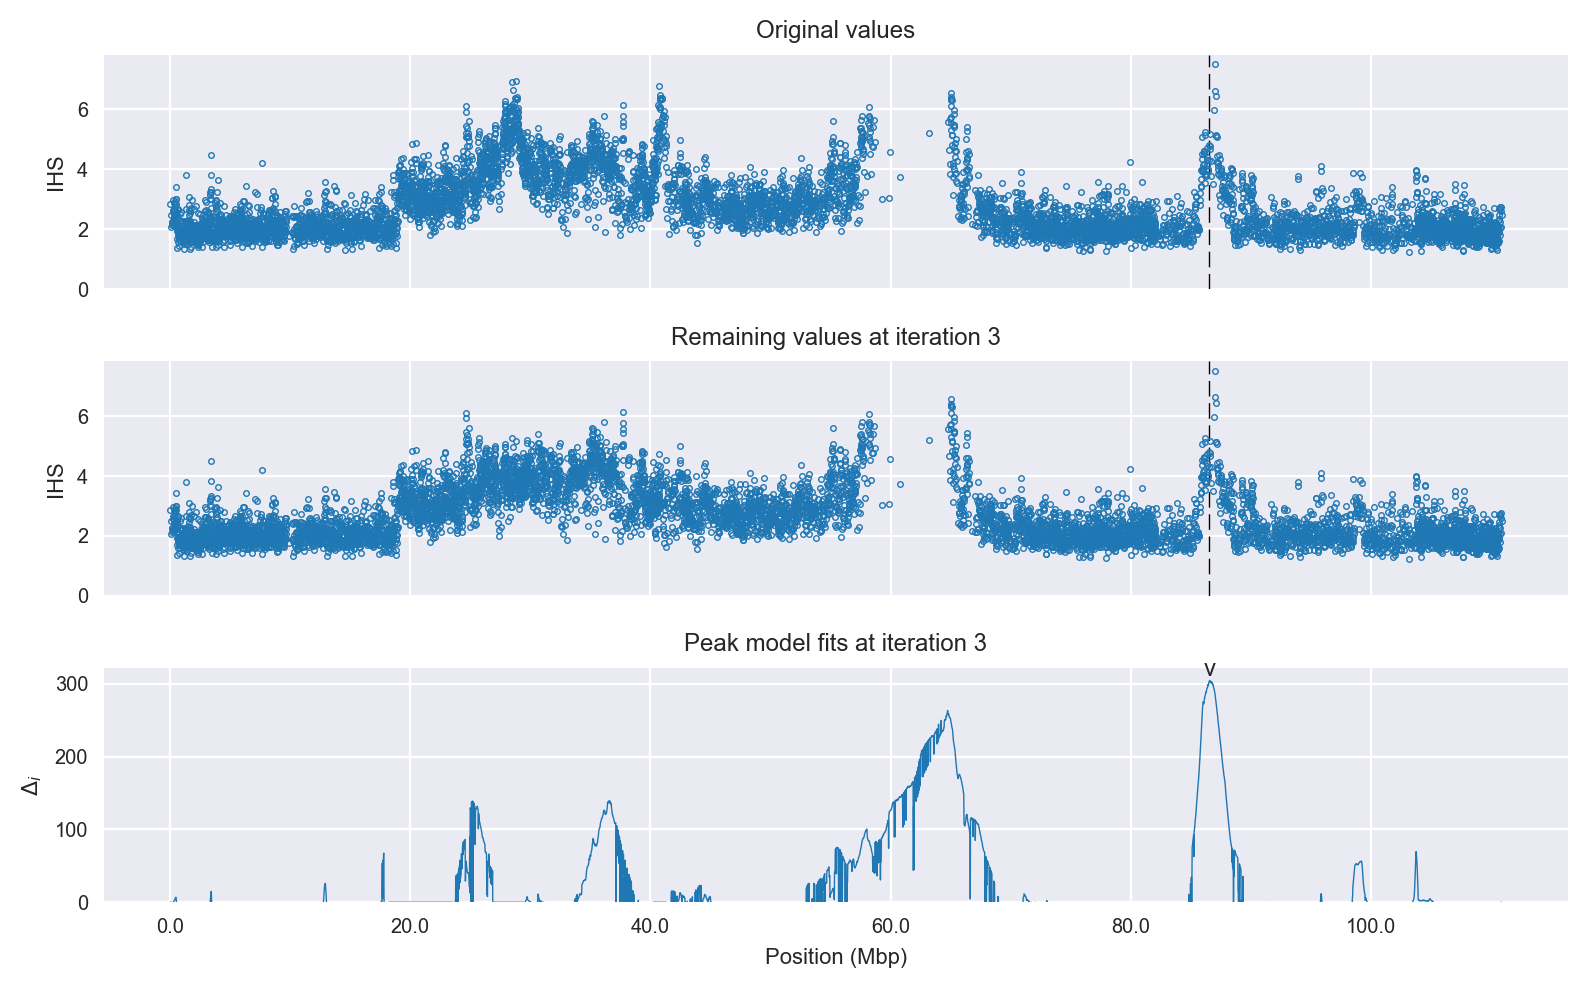 Original values
6
4
2
0
IHS
Remaining values at iteration 3
6
4
2
0
IHS
Peak model fits at iteration 3
v
300
200
100
0
Δi
0.0 20.0 40.0 60.0 80.0 100.0
Position (Mbp)